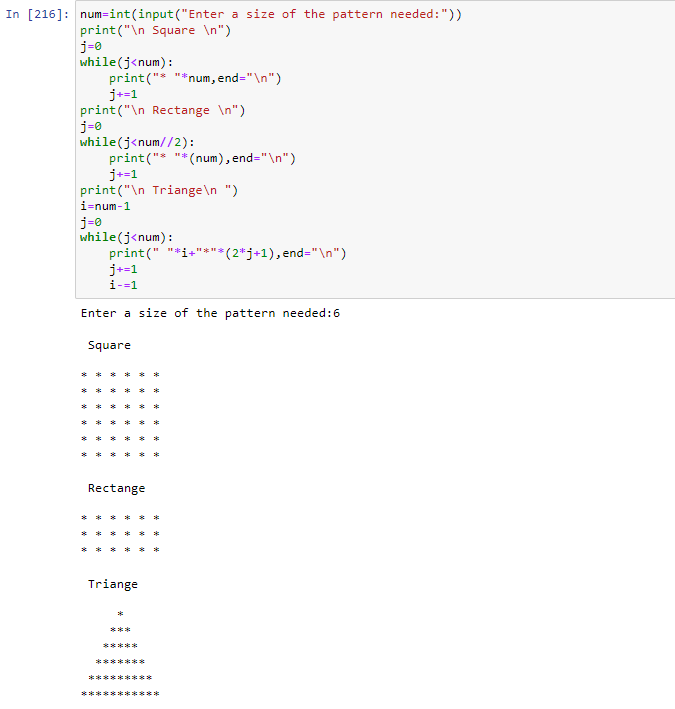 In [216]: num=int(input("Enter a size of the pattern needed:"))
print("\n Square \n")
j=0
while(j<num):
    print("* "*num,end="\n")
    j+=1
print("\n Rectange \n")
j=0
while(j<num//2):
    print("* "*(num),end="\n")
    j+=1
print("\n Triange\n ")
i=num-1
j=0
while(j<num):
    print(" "*i+"*"*(2*j+1),end="\n")
    j+=1
    i-=1
Enter a size of the pattern needed:6
 Square
* * * * * *
* * * * * *
* * * * * *
* * * * * *
* * * * * *
* * * * * *
 Rectange
* * * * * *
* * * * * *
* * * * * *
 Triange
     *
    ***
   *****
  *******
 *********
***********